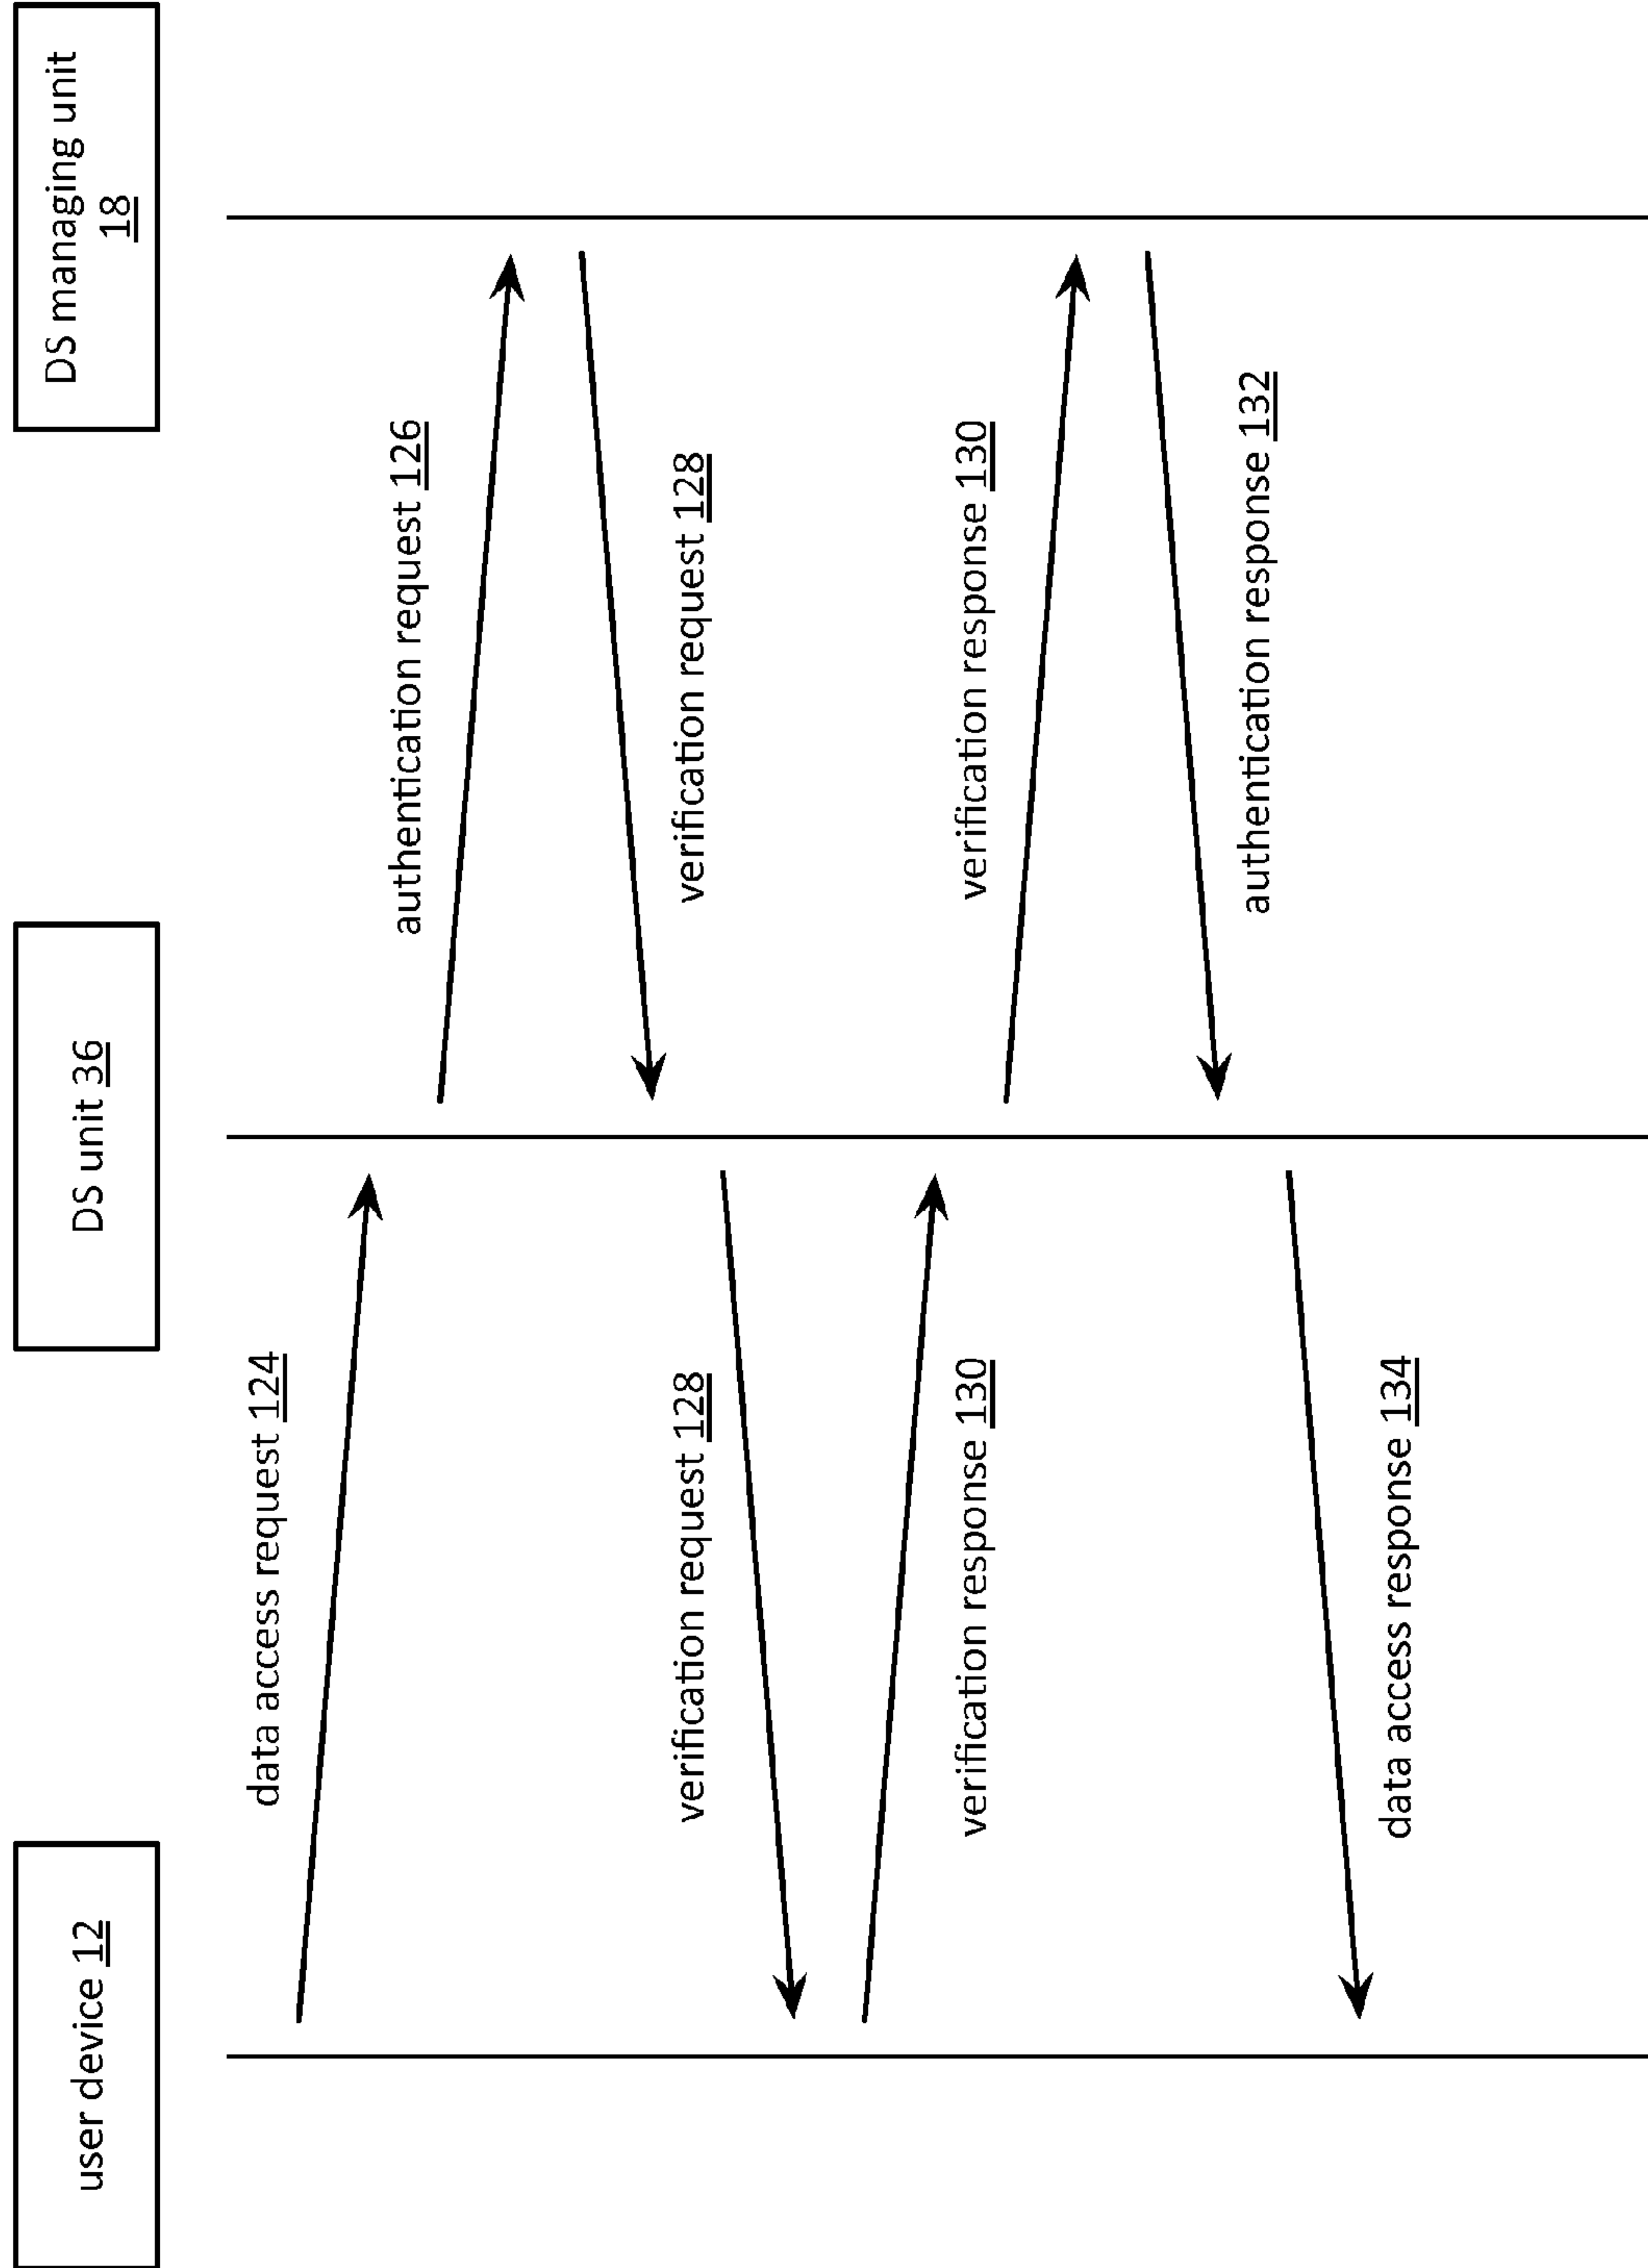 user device 12
DS unit 36
DS managing unit
18
data access request 124
authentication request 126
verification request 128
verification request 128
verification response 130
verification response 130
authentication response 132
data access response 134